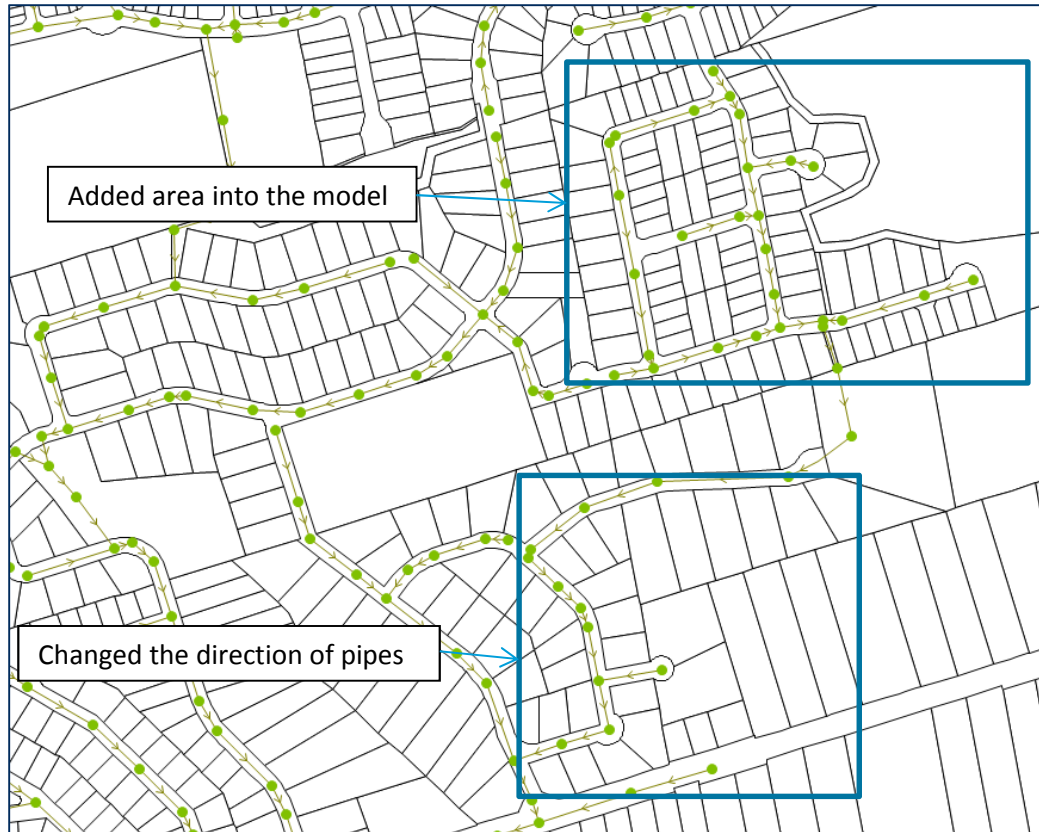 Added area into the model
Changed the direction of pipes